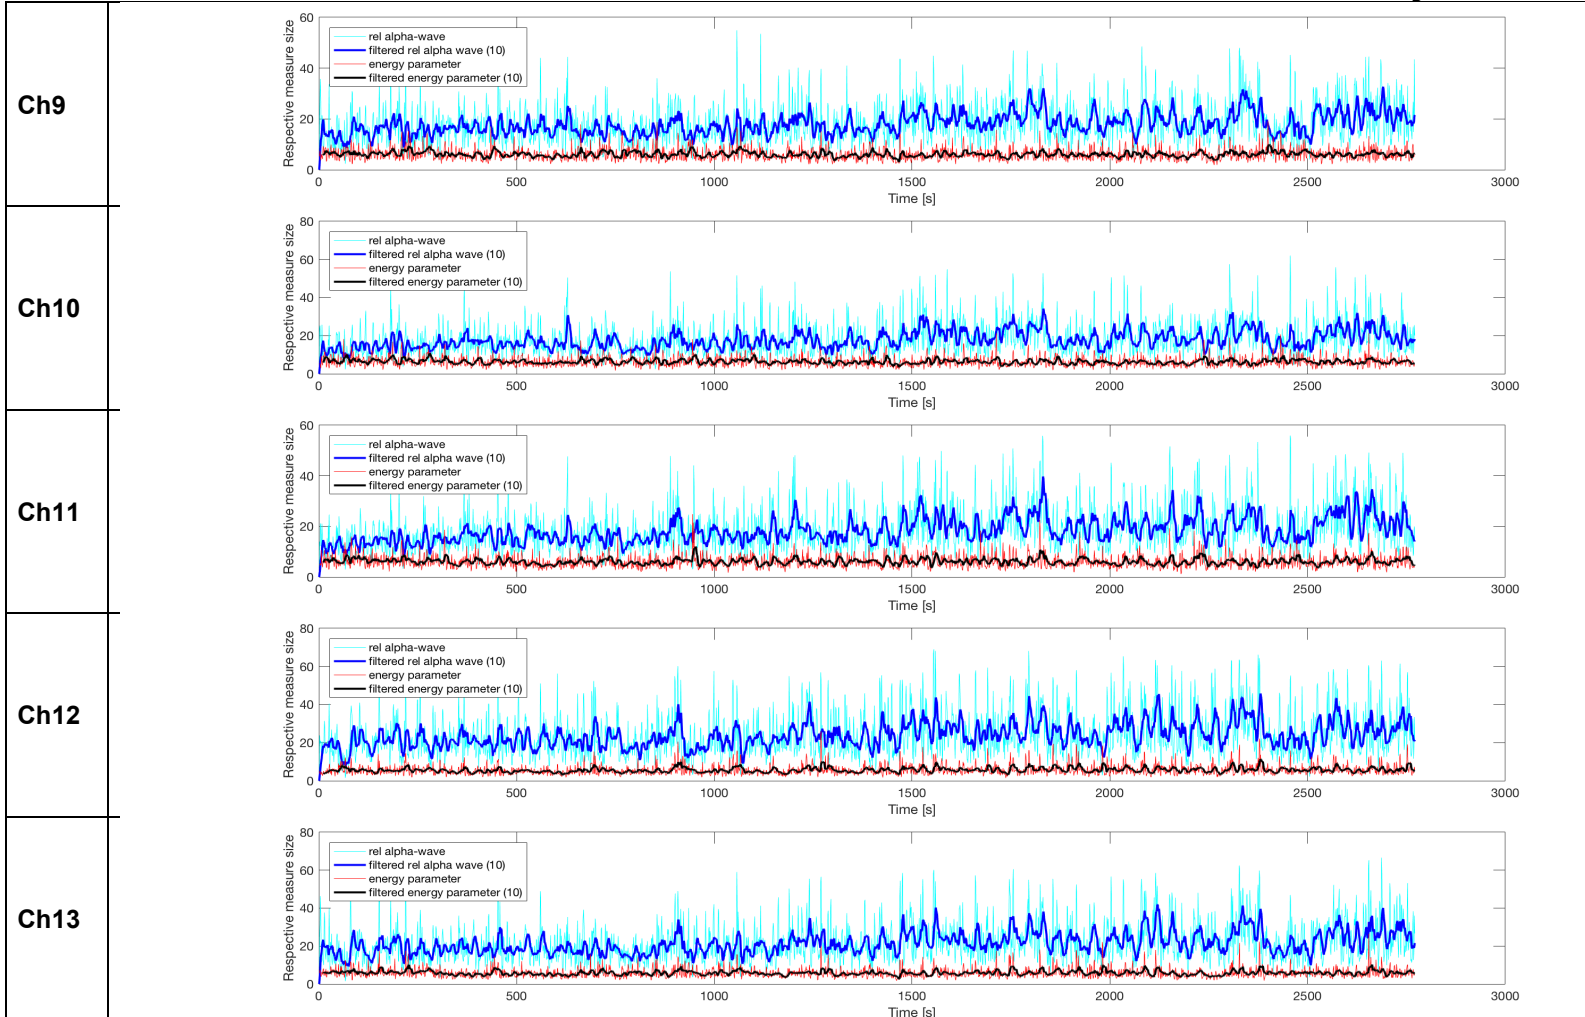 Ch9
60
40
20
0
Respective measure size
rel alpha-wave
filtered rel alpha wave (10)
energy parameter
filtered energy parameter (10)
0 500 1000 1500 2000 2500 3000
Time [s]
Ch10
80
60
40
20
0
Respective measure size
rel alpha-wave
filtered rel alpha wave (10)
energy parameter
filtered energy parameter (10)
0 500 1000 1500 2000 2500 3000
Time [s]
Ch11
60
40
20
0
Respective measure size
rel alpha-wave
filtered rel alpha wave (10)
energy parameter
filtered energy parameter (10)
0 500 1000 1500 2000 2500 3000
Time [s]
Ch12
80
60
40
20
0
Respective measure size
rel alpha-wave
filtered rel alpha wave (10)
energy parameter
filtered energy parameter (10)
0 500 1000 1500 2000 2500 3000
Time [s]
Ch13
80
60
40
20
0
Respective measure size
rel alpha-wave
filtered rel alpha wave (10)
energy parameter
filtered energy parameter (10)
0 500 1000 1500 2000 2500 3000
Time [s]